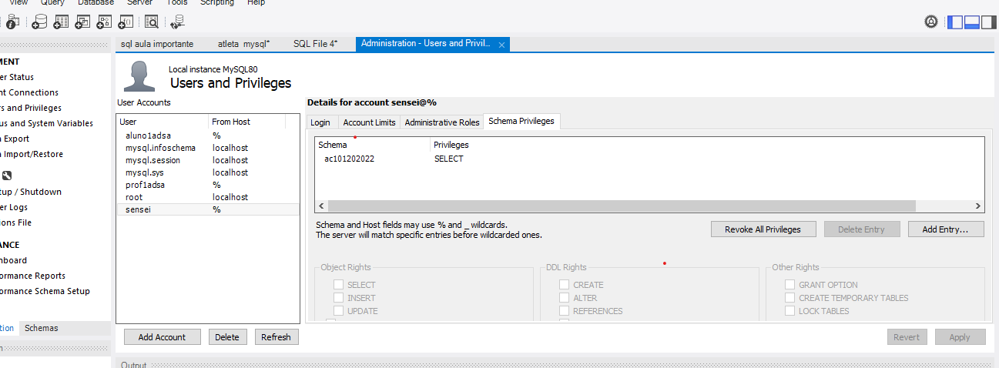 View Query Database Server Tools Scripting Help
sql aula importante atleta mysql* SQL File 4* Administration - Users and Privil...
MENT
er Status
nt Connections
rs and Privileges
us and System Variables
n Export
n Import/Restore
tup / Shutdown
er Logs
ions File
ANCE
hboard
ormance Reports
ormance Schema Setup
tion Schemas
Local instance MySQL80
Users and Privileges
User Accounts
User From Host
aluno1adsa %
mysql.infoschema localhost
mysql.session localhost
mysql.sys localhost
prof1adsa %
root localhost
sensei %
Add Account Delete Refresh
Details for account sensei@%
Login Account Limits Administrative Roles Schema Privileges
Schema Privileges
ac101202022 SELECT
Schema and Host fields may use % and _ wildcards.
The server will match specific entries before wildcarded ones.
Revoke All Privileges Delete Entry Add Entry...
Object Rights
SELECT
INSERT
UPDATE
DDL Rights
CREATE
ALTER
REFERENCES
Other Rights
GRANT OPTION
CREATE TEMPORARY TABLES
LOCK TABLES
Revert Apply
Output